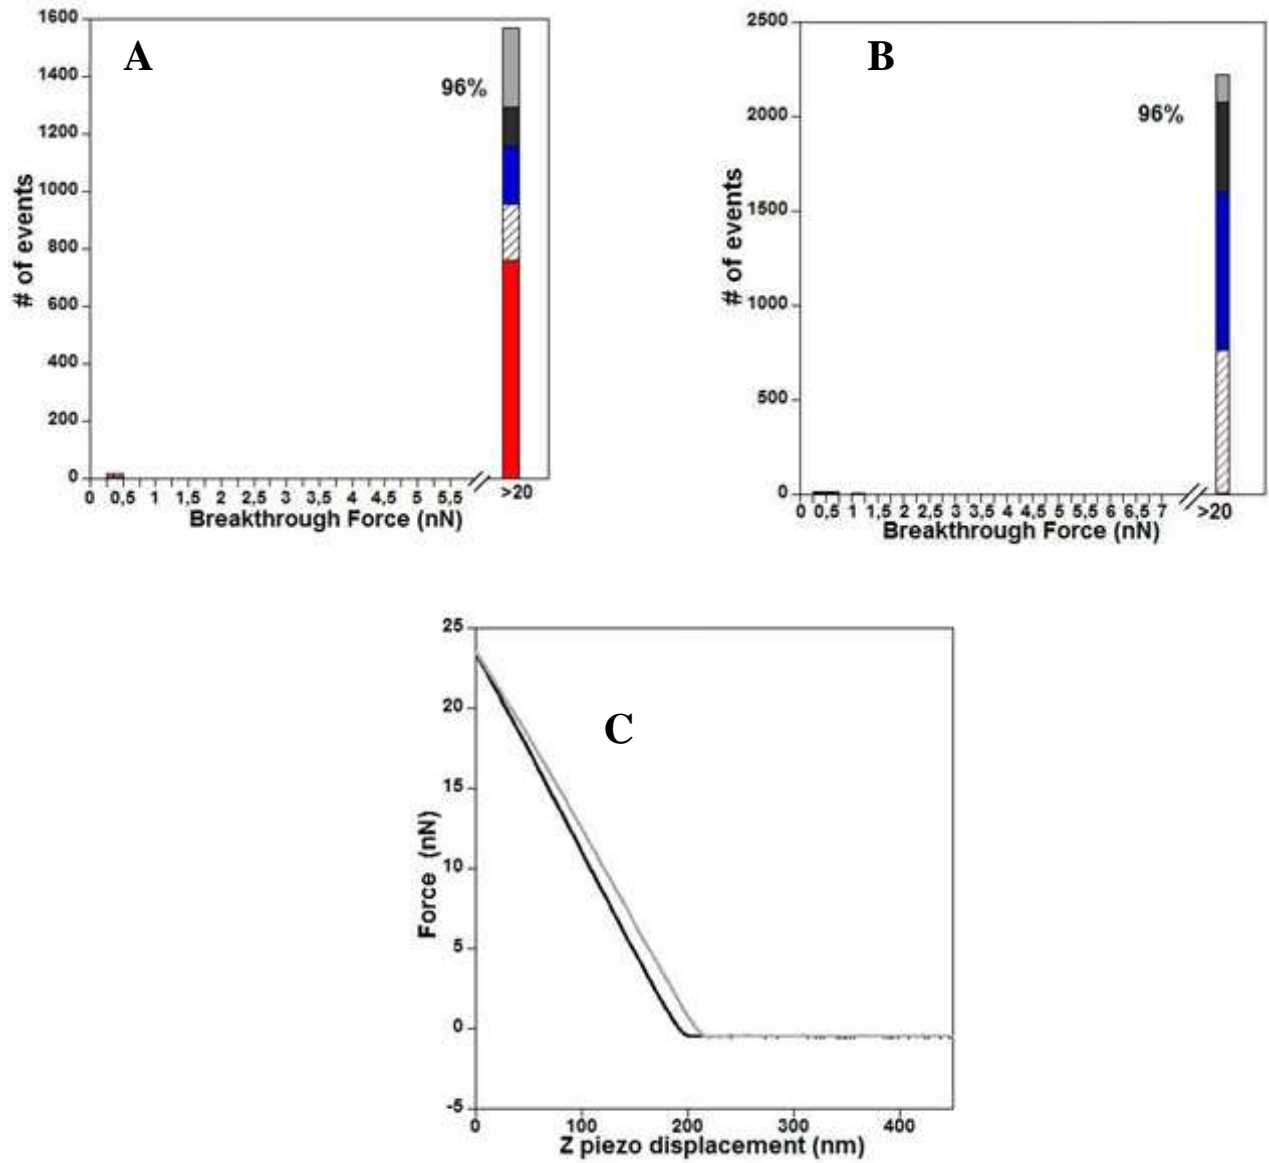 A
1600
1400
1200
1000
800
600
400
200
0
# of events
96%
0 0,5 1 1,5 2 2,5 3 3,5 4 4,5 5 5,5 >20
Breakthrough Force (nN)
B
2500
2000
1500
1000
500
0
# of events
96%
0 0,5 1 1,5 2 2,5 3 3,5 4 4,5 5 5,5 6 6,5 7 >20
Breakthrough Force (nN)
C
25
20
15
10
5
0
-5
Force (nN)
0 100 200 300 400
Z piezo displacement (nm)